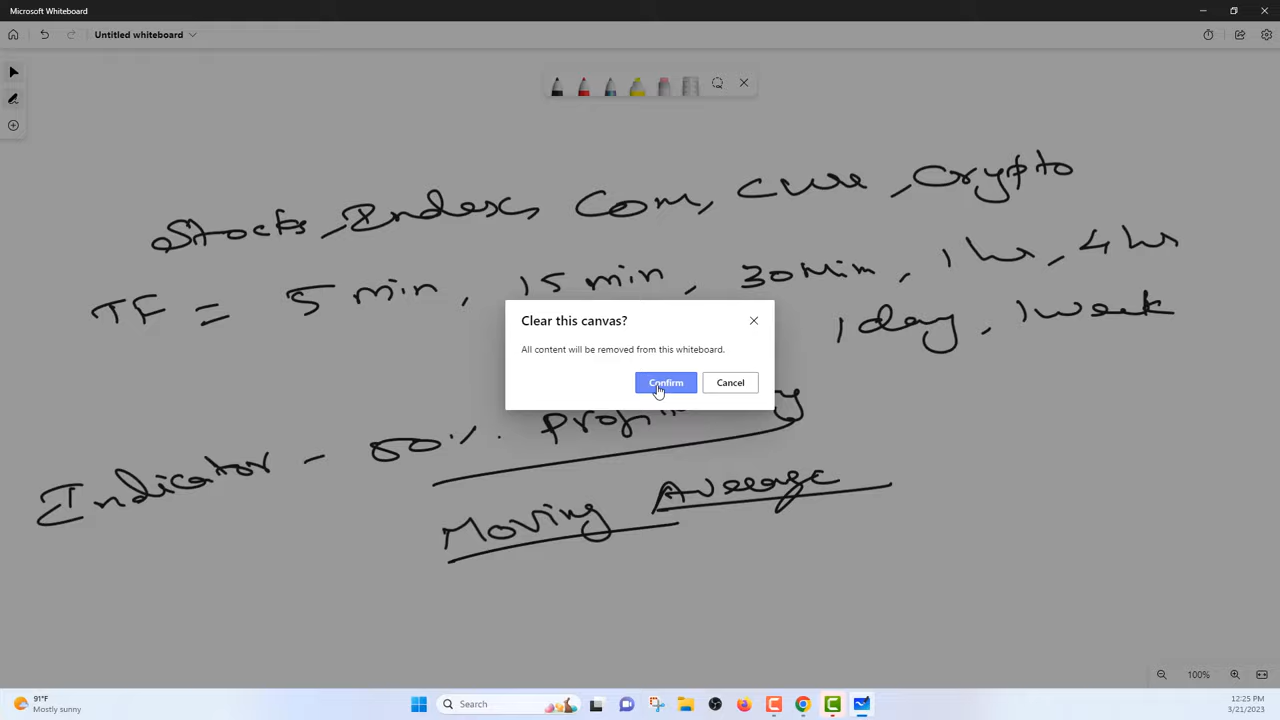 Microsoft Whiteboard
Untitled whiteboard
Stocks, Index, Com, Curr, Crypto
TF = 5 min, 15 min, 30 Min, 1 hr, 4 hr
1 day, 1 week
Clear this canvas?
All content will be removed from this whiteboard.
Confirm
Cancel
Indicator - 80%.
Moving Average
100%
91°F
Mostly sunny
Search
12:25 PM
3/21/2023